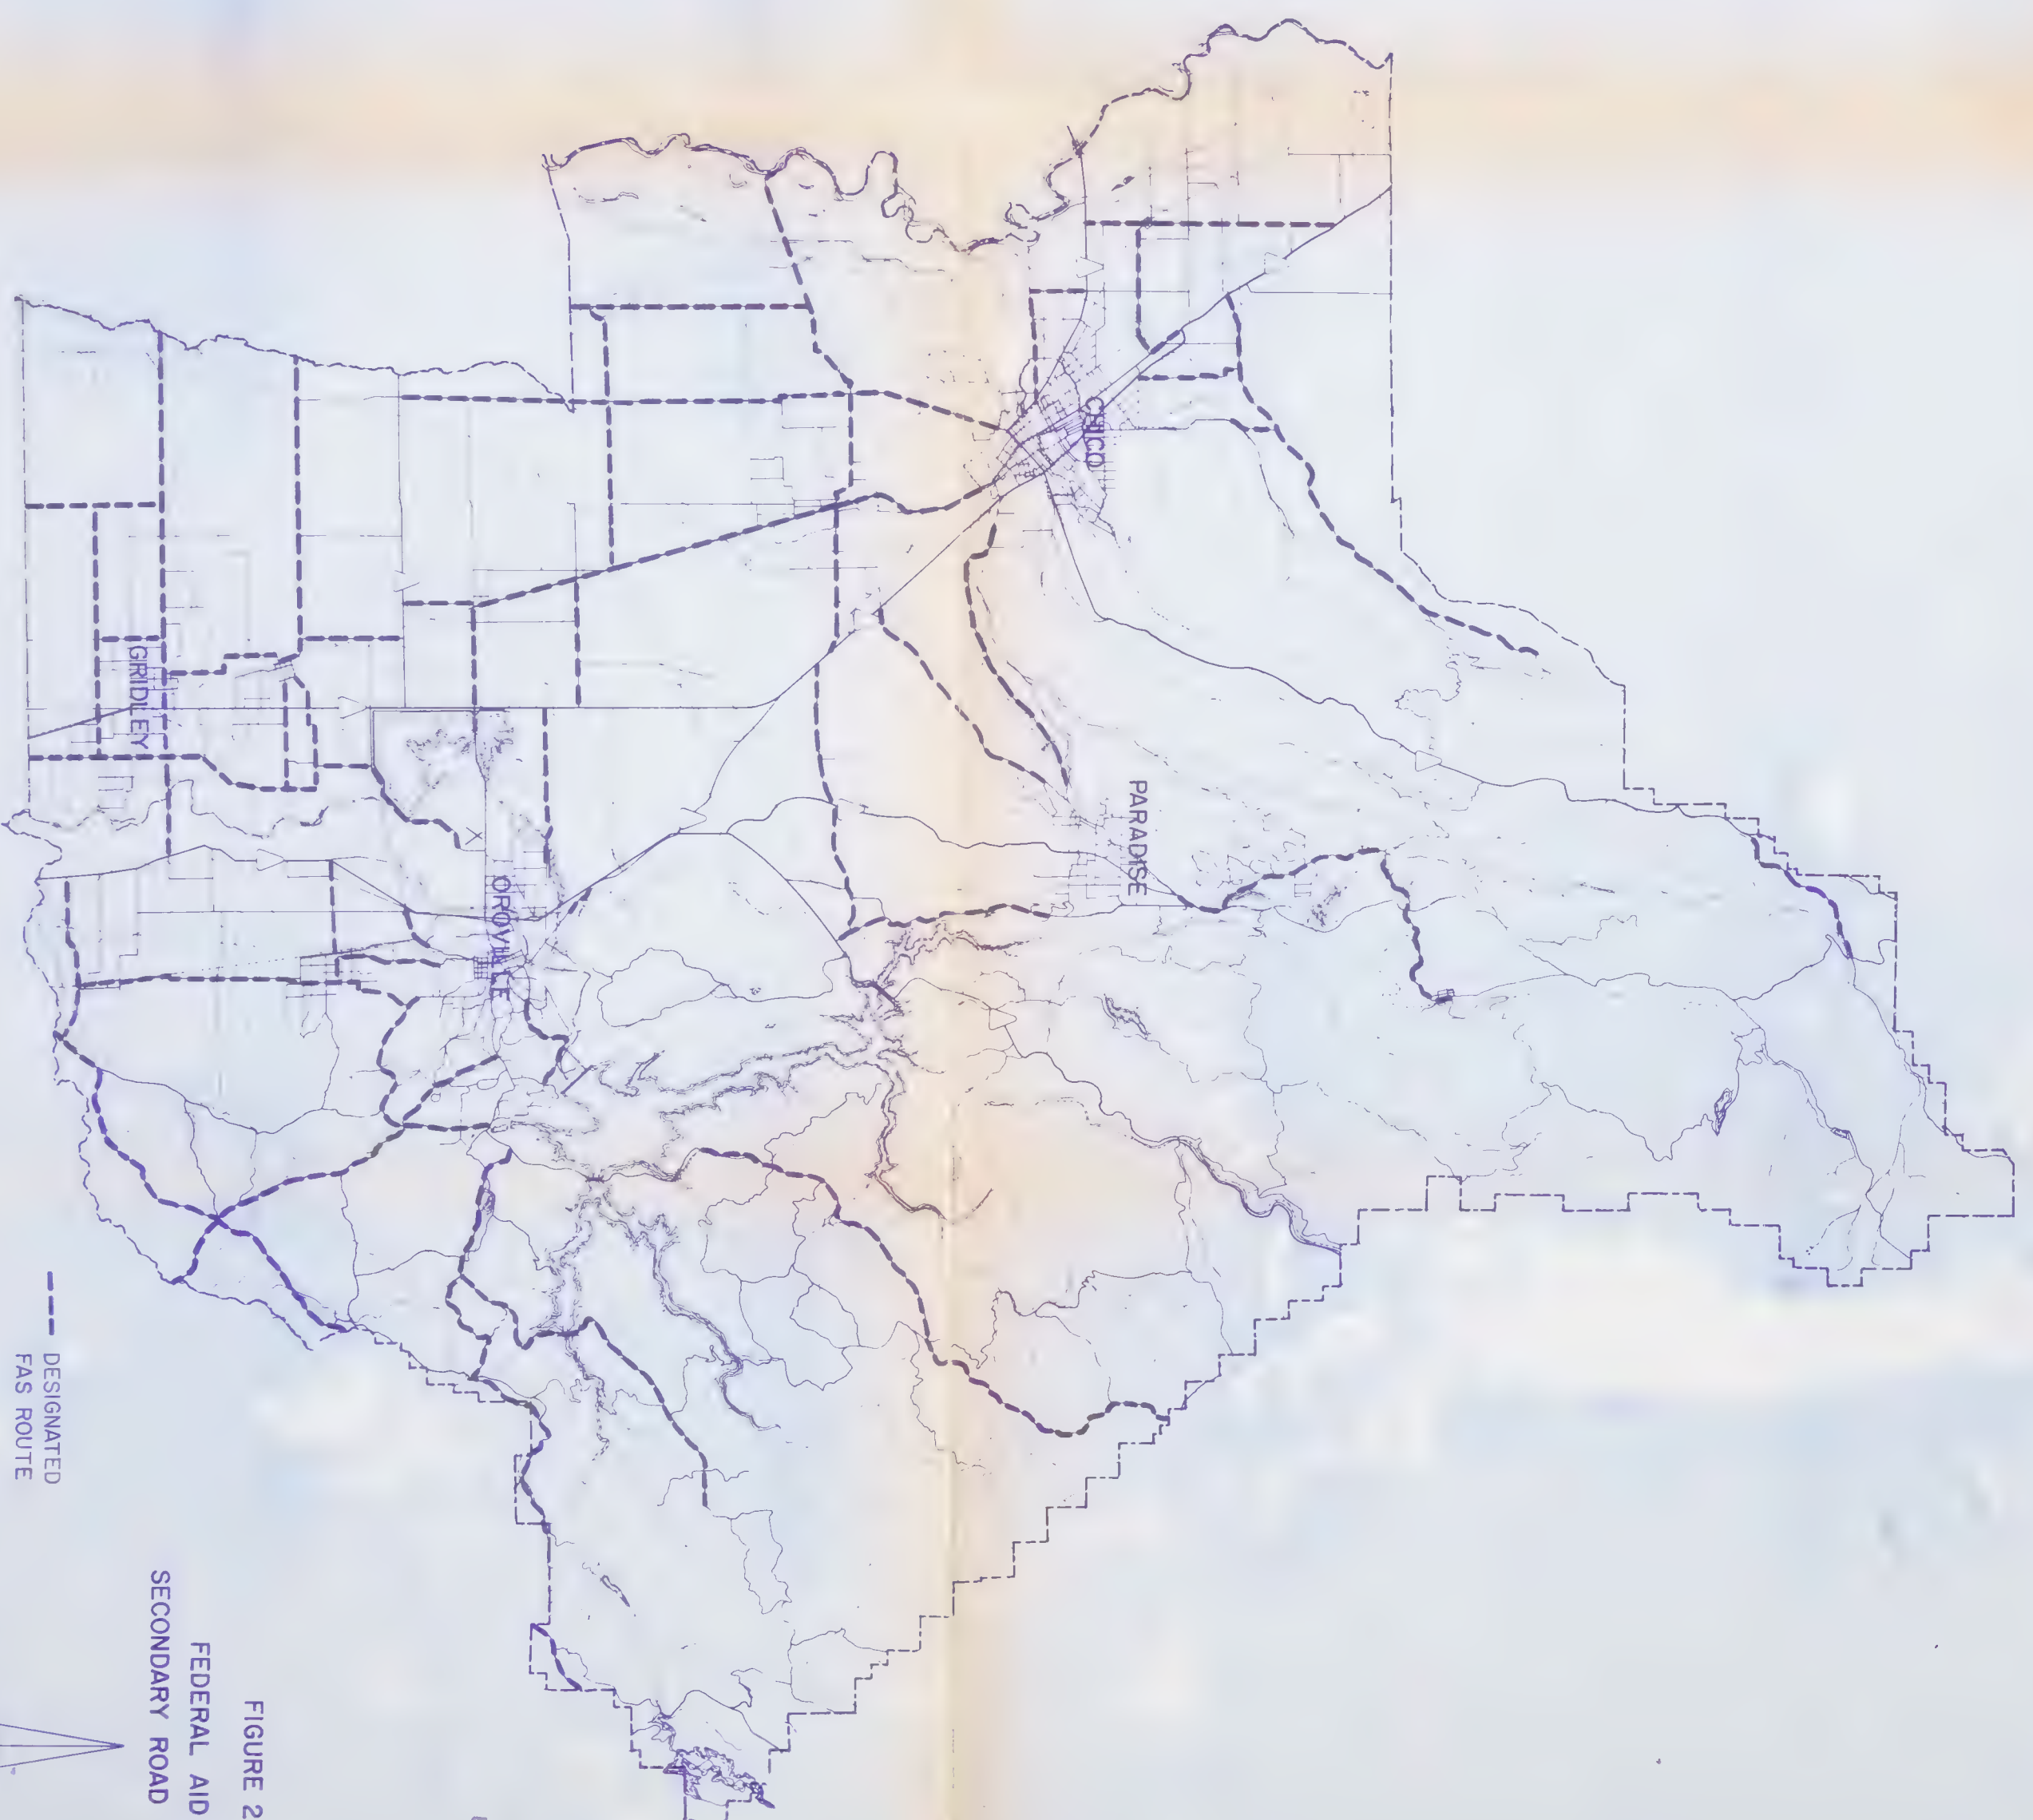 CHICO
PARADISE
OROVILLE
GRIDLEY
DESIGNATED
FAS ROUTE
FIGURE 2
FEDERAL AID
SECONDARY ROAD